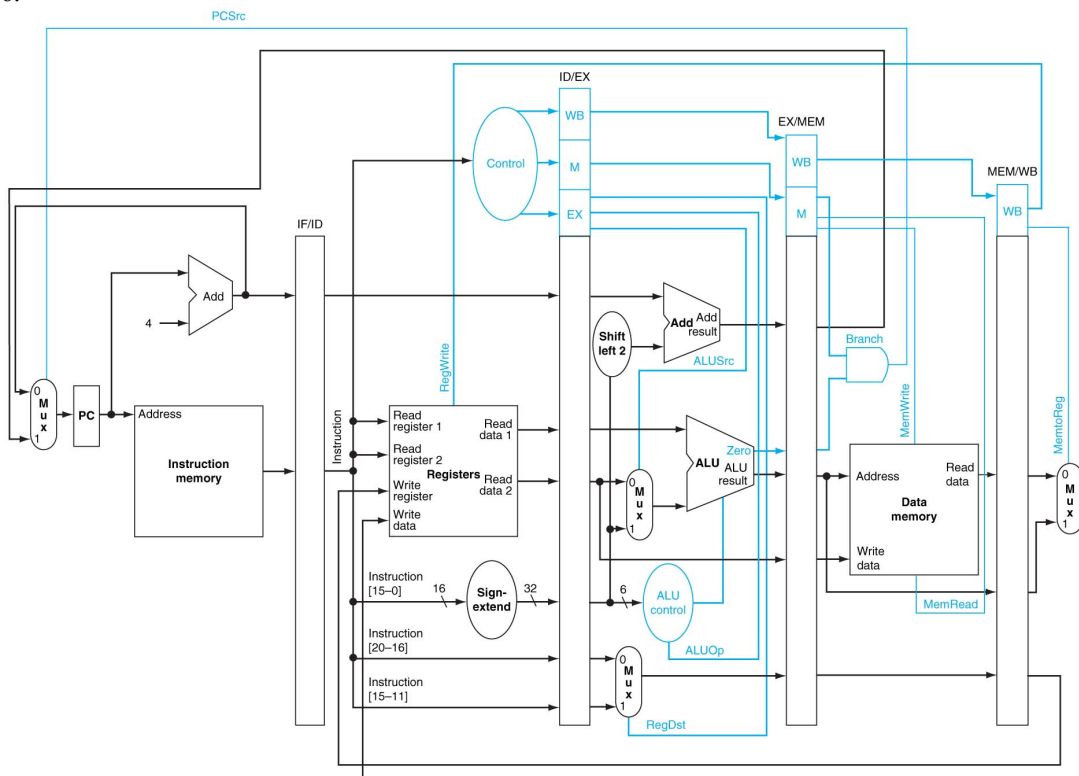 PCSrc
ID/EX
WB
EX/MEM
Control
M
WB
MEM/WB
EX
M
WB
IF/ID
Add
4
Add
Add
result
Shift
left 2
Branch
ALUSrc
RegWrite
MemWrite
MemtoReg
0
M
u
x
1
PC
Address
Instruction
memory
Instruction
Read
register 1
Read
data 1
Read
register 2
Registers
Write
register
Read
data 2
Write
data
0
M
u
x
1
Zero
ALU
ALU
result
Address
Read
data
Data
memory
Write
data
0
M
u
x
1
Instruction
[15–0]
16
Sign-
extend
32
6
ALU
control
MemRead
Instruction
[20–16]
ALUOp
0
M
u
x
1
Instruction
[15–11]
RegDst